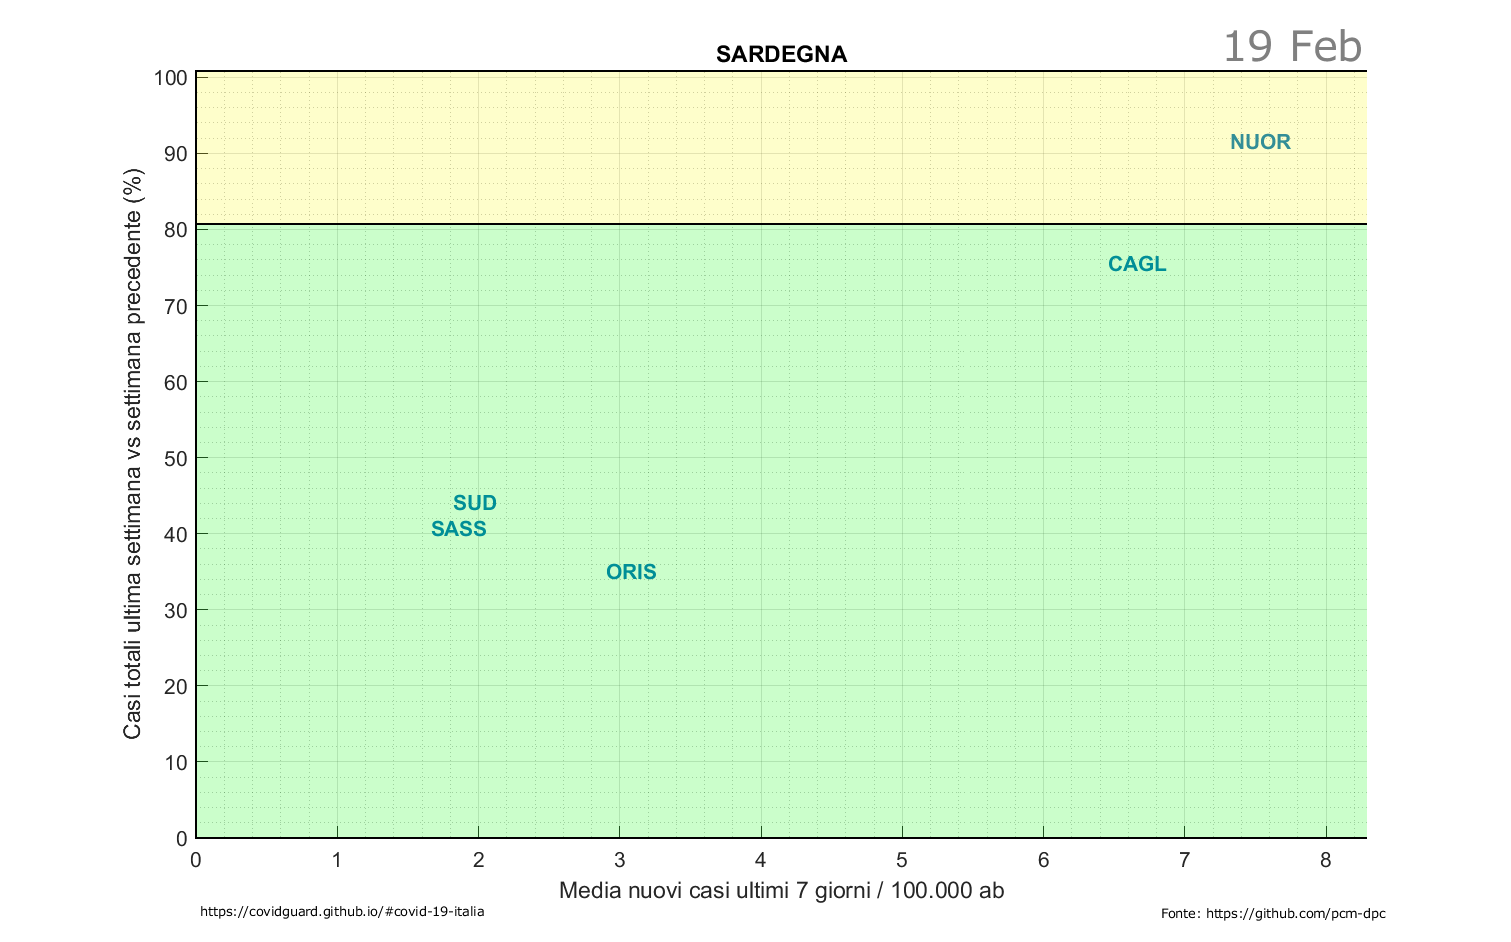 19 Feb
SARDEGNA
Casi totali ultima settimana vs settimana precedente (%)
100
90
80
70
60
50
40
30
20
10
0
NUOR
CAGL
SUD
SASS
ORIS
0 1 2 3 4 5 6 7 8
Media nuovi casi ultimi 7 giorni / 100.000 ab
https://covidguard.github.io/#covid-19-italia
Fonte: https://github.com/pcm-dpc